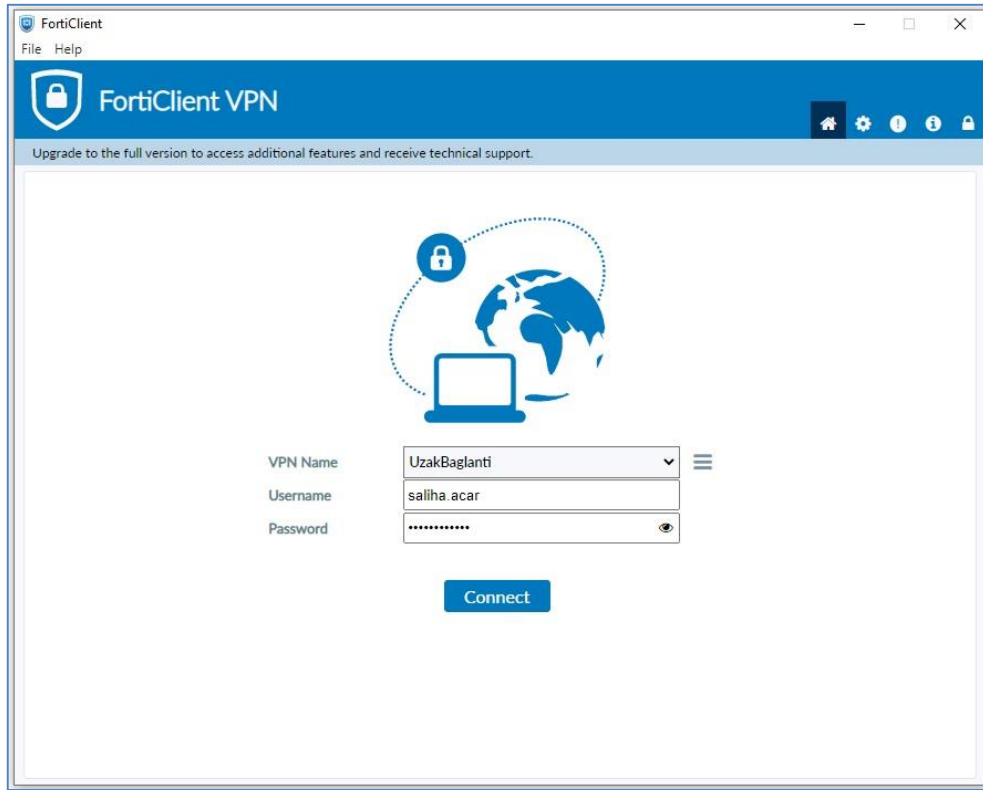 FortiClient
File Help
FortiClient VPN
Upgrade to the full version to access additional features and receive technical support.
VPN Name UzakBaglanti
Username saliha.acar
Password ••••••••••••
Connect